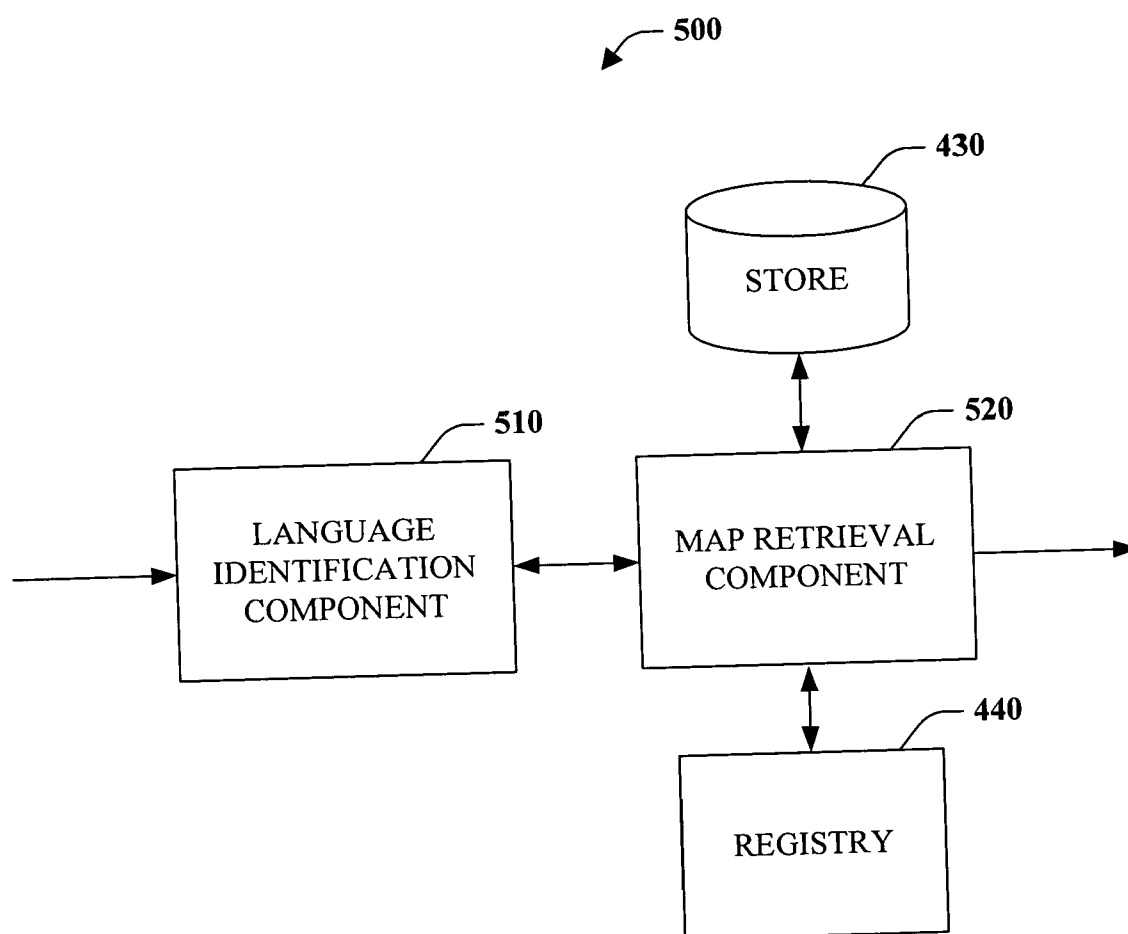 500
430
STORE
510
520
LANGUAGE
IDENTIFICATION
COMPONENT
MAP RETRIEVAL
COMPONENT
440
REGISTRY